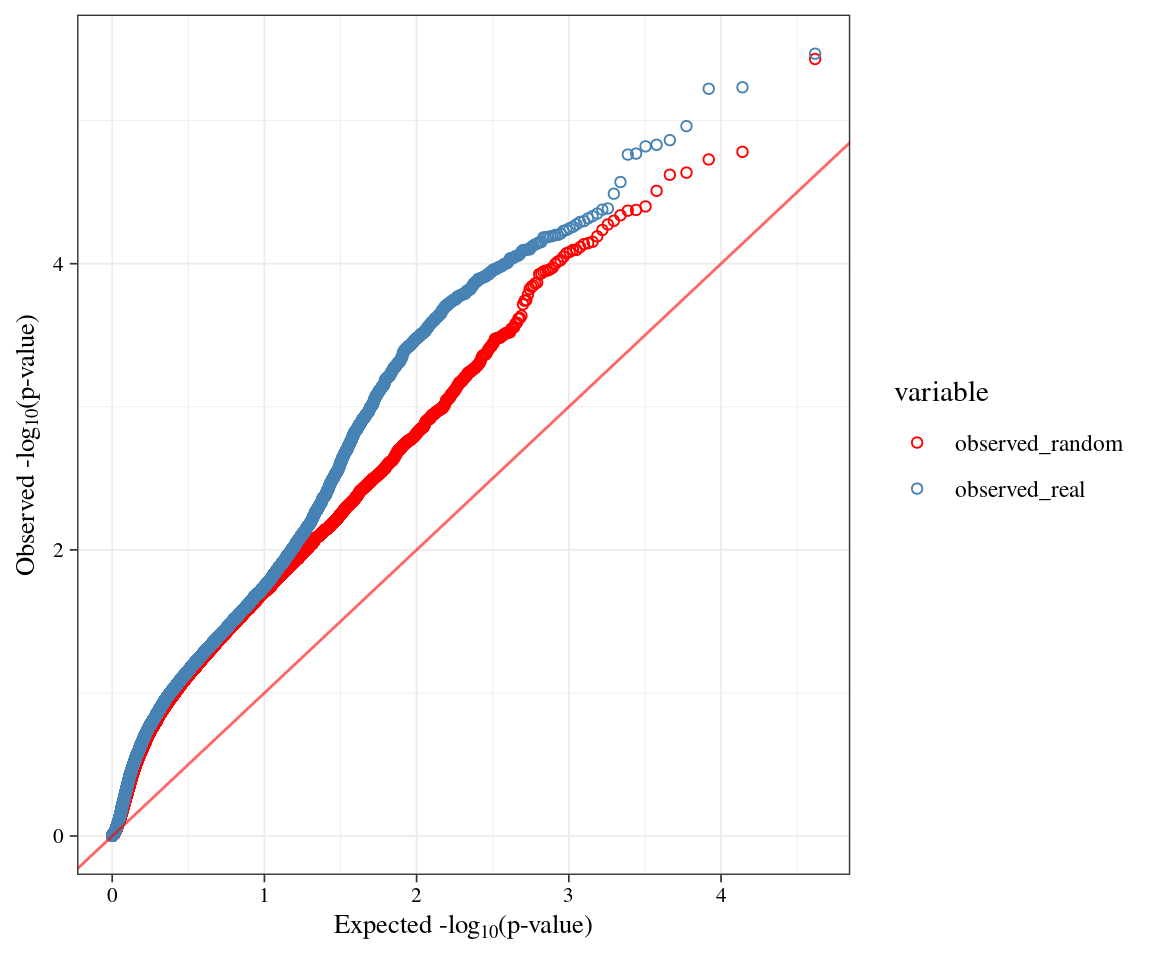 4
2
0
0 1 2 3 4
Expected -log10(p-value)
Observed -log10(p-value)
variable
observed_random
observed_real